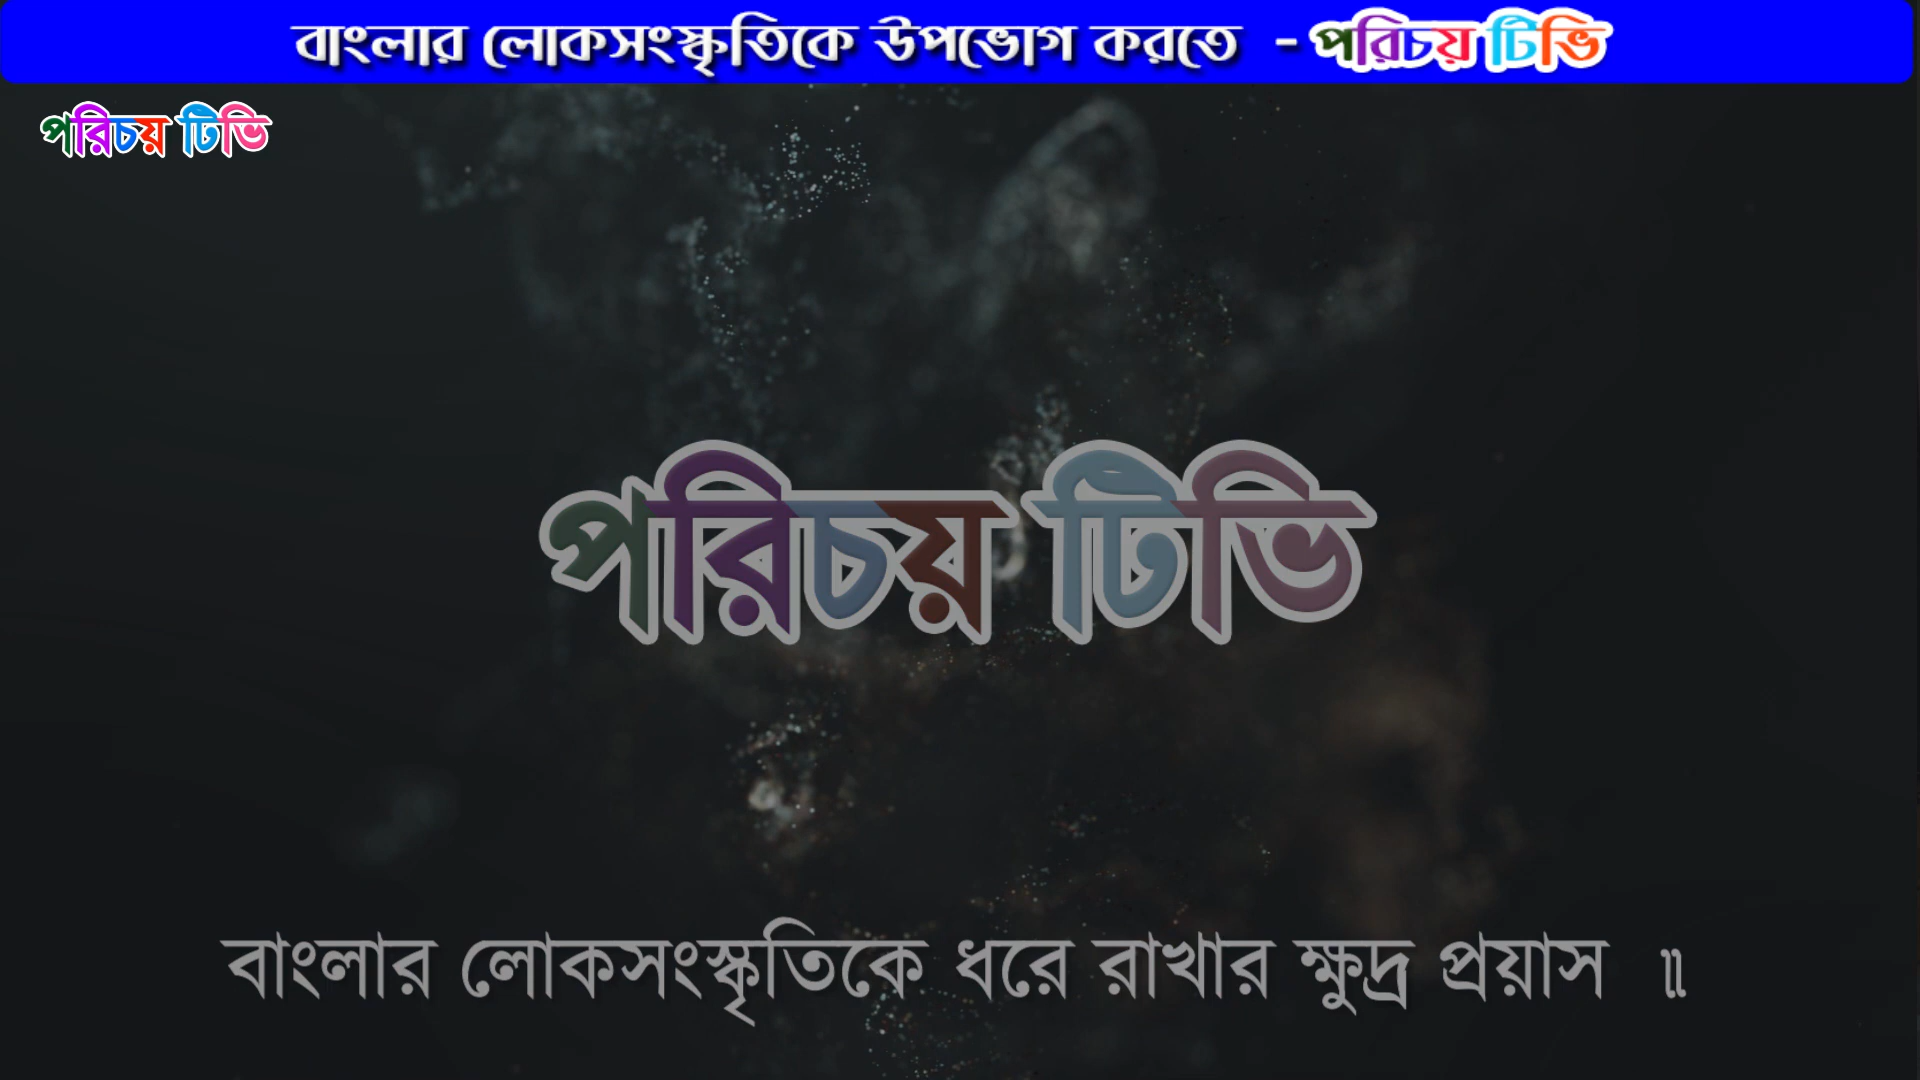 বাংলার লোকসংস্কৃতিকে উপভোগ করতে - পরিচয় টিভি
পরিচয় টিভি
পরিচয় টিভি
বাংলার লোকসংস্কৃতিকে ধরে রাখার ক্ষুদ্র প্রয়াস ॥